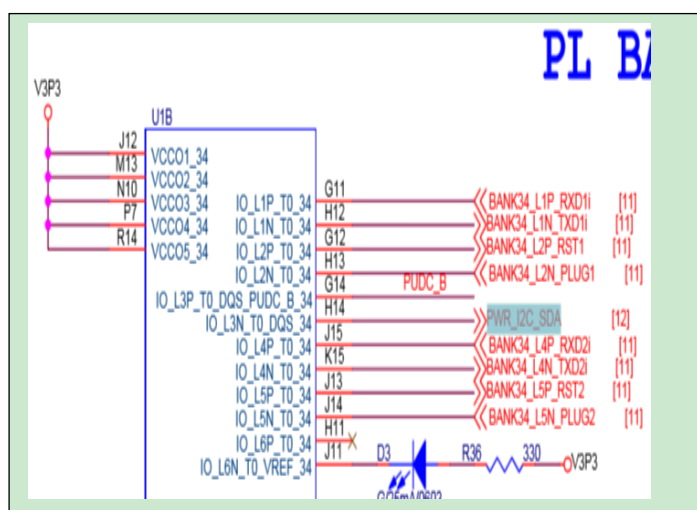 PL BA
V3P3
U1B
J12 VCCO1_34
M13 VCCO2_34
N10 VCCO3_34
P7 VCCO4_34
R14 VCCO5_34
IO_L1P_T0_34 G11 BANK34_L1P_RXD1i [11]
IO_L1N_T0_34 H12 BANK34_L1N_TXD1i [11]
IO_L2P_T0_34 G12 BANK34_L2P_RST1 [11]
IO_L2N_T0_34 H13 BANK34_L2N_PLUG1 [11]
IO_L3P_T0_DQS_PUDC_B_34 G14 PUDC_B
IO_L3N_T0_DQS_34 H14 PWR_I2C_SDA [12]
IO_L4P_T0_34 J15 BANK34_L4P_RXD2i [11]
IO_L4N_T0_34 K15 BANK34_L4N_TXD2i [11]
IO_L5P_T0_34 J13 BANK34_L5P_RST2 [11]
IO_L5N_T0_34 J14 BANK34_L5N_PLUG2 [11]
IO_L6P_T0_34 H11
IO_L6N_T0_VREF_34 J11 D3 R36 330 V3P3